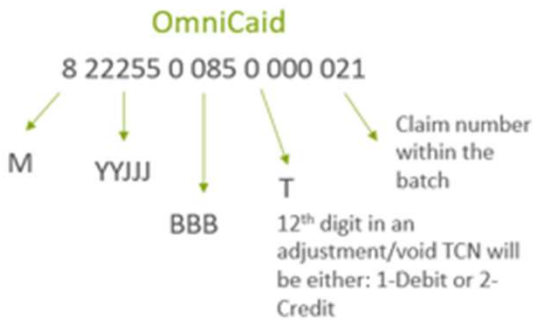 OmniCaid
8 22255 0 085 0 000 021
M
YYJJJ
BBB
T
12th digit in an
adjustment/void TCN will
be either: 1-Debit or 2-
Credit
Claim number
within the
batch